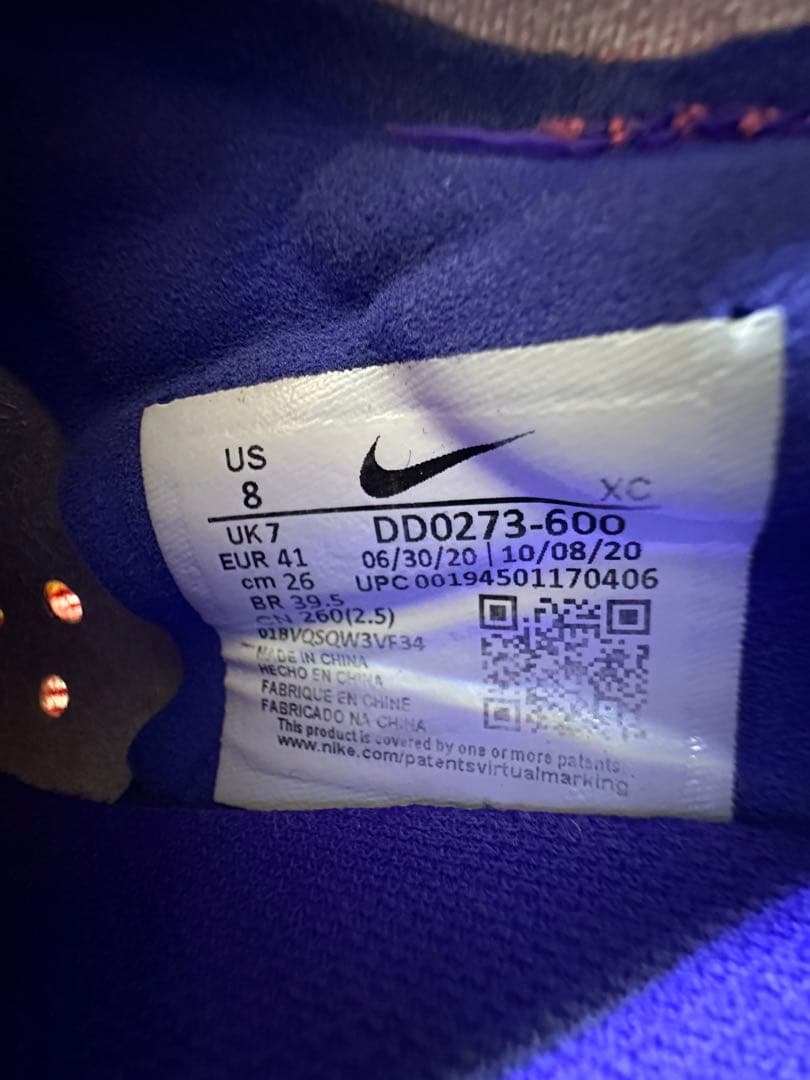 US
8
XC
UK 7
DD0273-600
EUR 41
06/30/20 | 10/08/20
cm 26
UPC 00194501170406
BR 39.5
CN 260(2.5)
01BVQSQW3VF34
MADE IN CHINA
HECHO EN CHINA
FABRIQUE EN CHINE
FABRICADO NA CHINA
This product is covered by one or more patents.
www.nike.com/patentsvirtualmarking